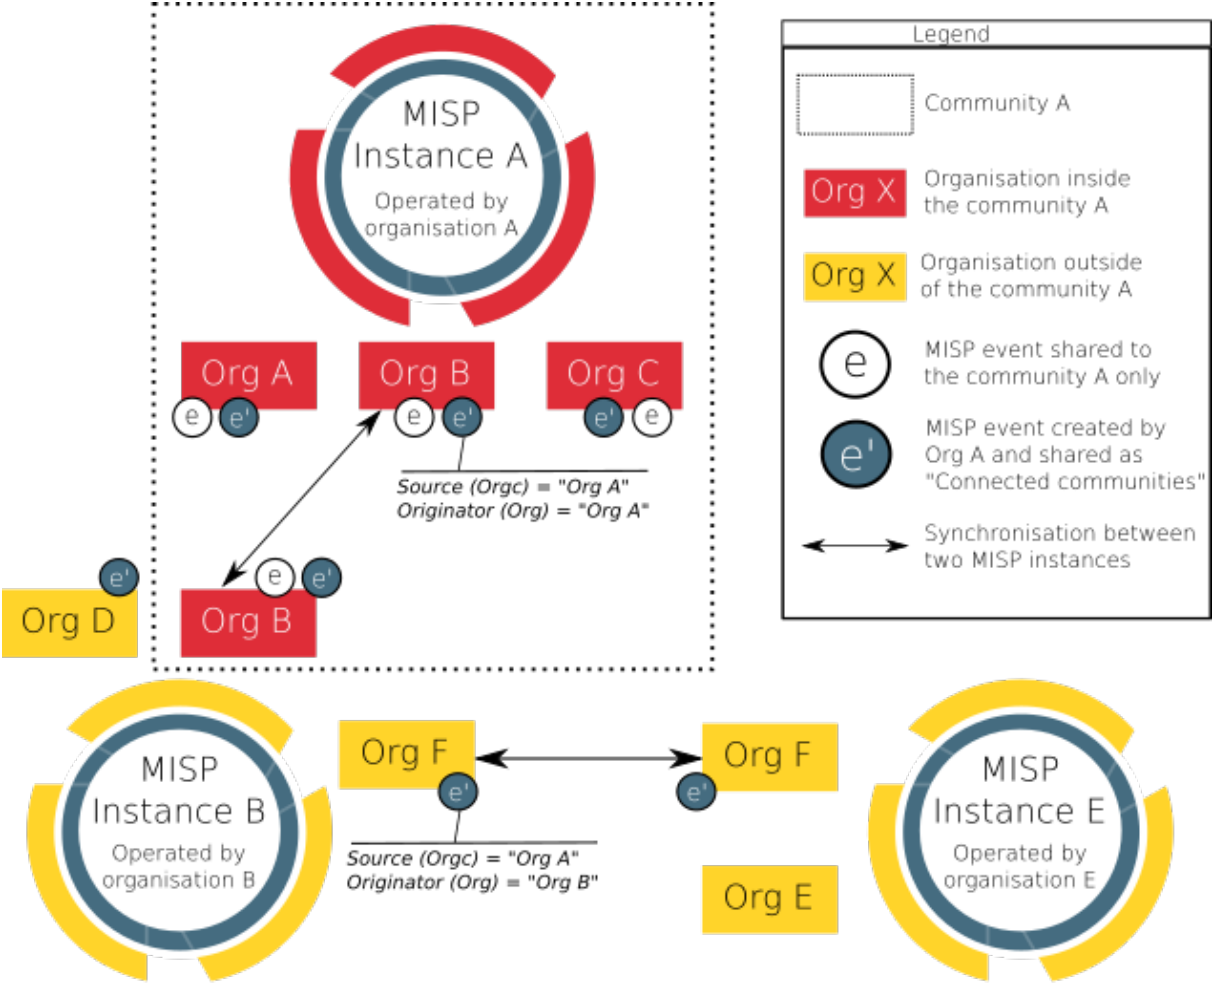 Legend
MISP
Instance A
Operated by
organisation A
Community A
Org X
Organisation inside
the community A
Org X
Organisation outside
of the community A
e
MISP event shared to
the community A only
e'
MISP event created by
Org A and shared as
"Connected communities"
Synchronisation between
two MISP instances
Org A
e
e'
Org B
e
e'
Org C
e'
e
Source (Orgc) = "Org A"
Originator (Org) = "Org A"
e'
Org D
e
e'
Org B
MISP
Instance B
Operated by
organisation B
Org F
e'
Source (Orgc) = "Org A"
Originator (Org) = "Org B"
Org F
e'
Org E
MISP
Instance E
Operated by
organisation E